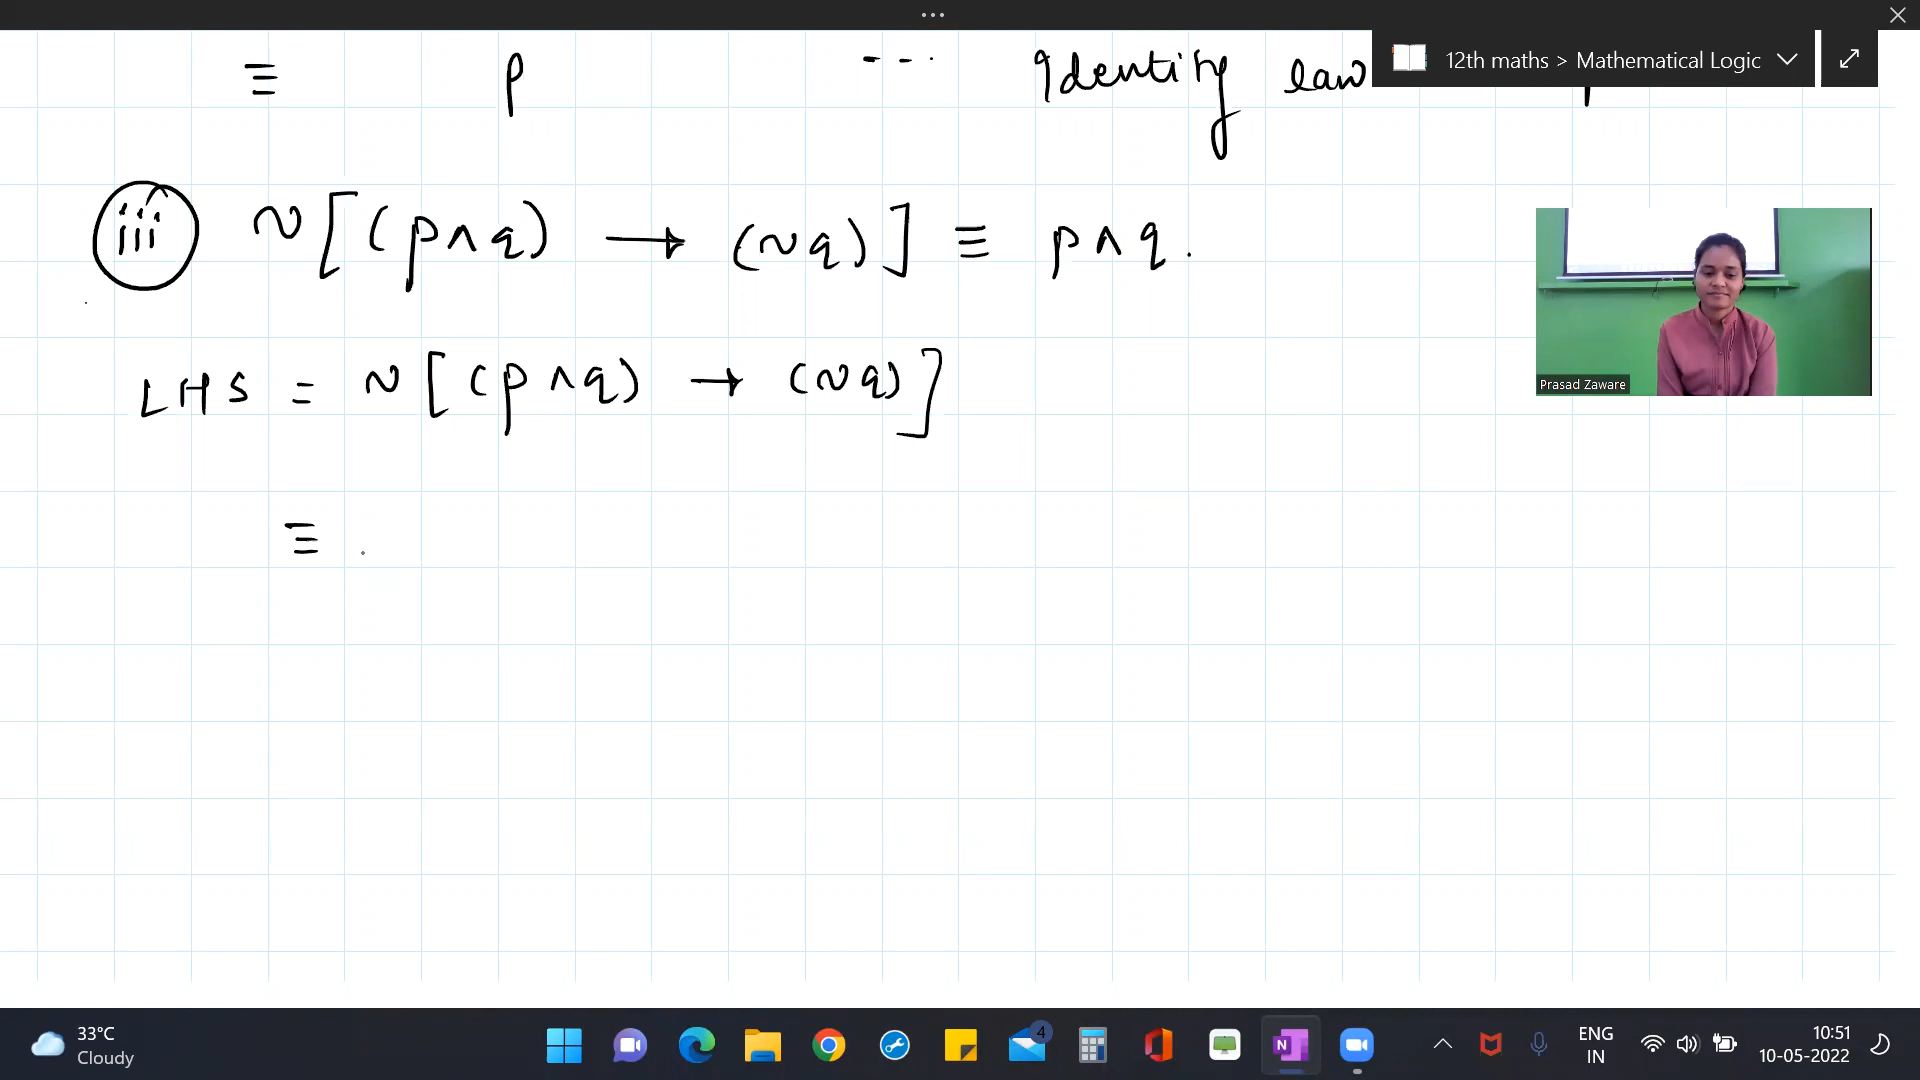 12th maths > Mathematical Logic
≡ p --- Identity law
iii ~[(p∧q) → (~q)] ≡ p∧q.
LHS = ~[(p∧q) → (~q)]
≡
Prasad Zaware
33°C
Cloudy
4
N
ENG
IN
10:51
10-05-2022